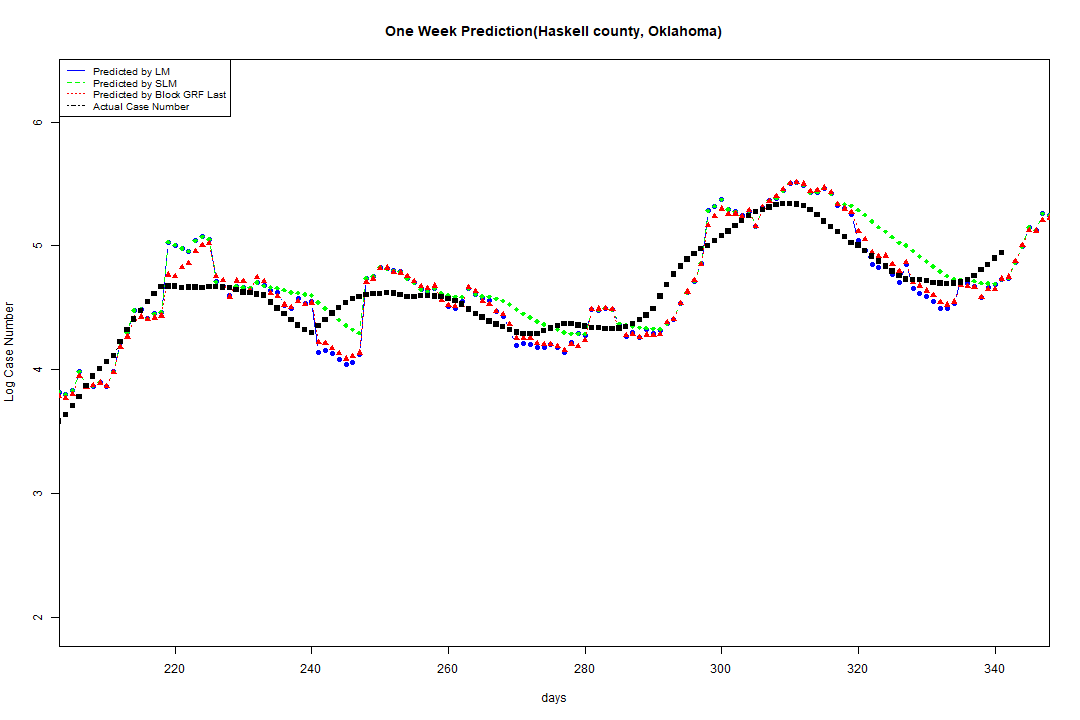 One Week Prediction(Haskell county, Oklahoma)
Predicted by LM
Predicted by SLM
Predicted by Block GRF Last
Actual Case Number
6
5
4
3
2
Log Case Number
220 240 260 280 300 320 340
days